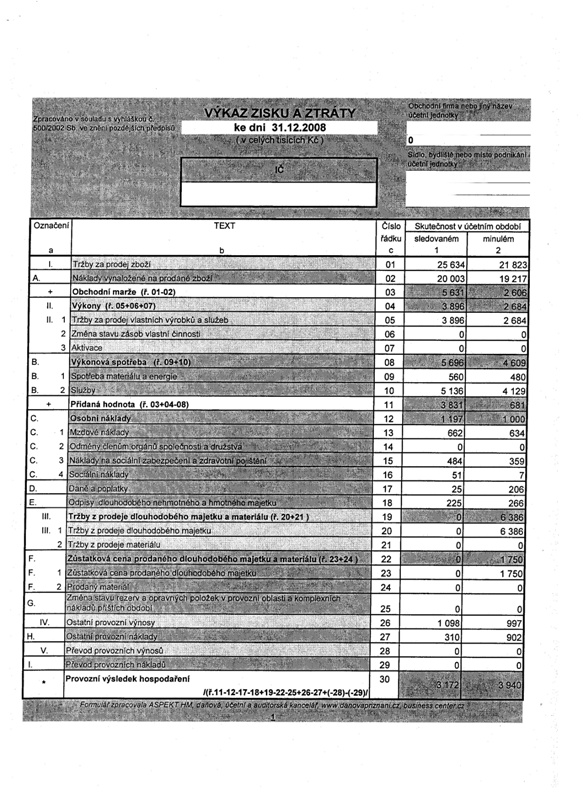 Zpracováno v souladu s vyhláškou č.
500/2002 Sb. ve znění pozdějších předpisů
VÝKAZ ZISKU A ZTRÁTY
ke dni 31.12.2008
( v celých tisících Kč )
IČ
Obchodní firma nebo jiný název
účetní jednotky
0
Sídlo, bydliště nebo místo podnikání
účetní jednotky
Označení TEXT Číslo řádku Skutečnost v účetním období
sledovaném minulém
a b c 1 2
I. Tržby za prodej zboží 01 25 634 21 823
A. Náklady vynaložené na prodané zboží 02 20 003 19 217
+ Obchodní marže (ř. 01-02) 03 5 631 2 606
II. Výkony (ř. 05+06+07) 04 3 896 2 684
II. 1 Tržby za prodej vlastních výrobků a služeb 05 3 896 2 684
2 Změna stavu zásob vlastní činnosti 06 0 0
3 Aktivace 07 0 0
B. Výkonová spotřeba (ř. 09+10) 08 5 696 4 609
B. 1 Spotřeba materiálu a energie 09 560 480
B. 2 Služby 10 5 136 4 129
+ Přidaná hodnota (ř. 03+04-08) 11 3 831 681
C. Osobní náklady 12 1 197 1 000
C. 1 Mzdové náklady 13 662 634
C. 2 Odměny členům orgánů společnosti a družstva 14 0 0
C. 3 Náklady na sociální zabezpečení a zdravotní pojištění 15 484 359
C. 4 Sociální náklady 16 51 7
D. Daně a poplatky 17 25 206
E. Odpisy dlouhodobého nehmotného a hmotného majetku 18 225 266
III. Tržby z prodeje dlouhodobého majetku a materiálu (ř. 20+21 ) 19 0 6 386
III. 1 Tržby z prodeje dlouhodobého majetku 20 0 6 386
2 Tržby z prodeje materiálu 21 0 0
F. Zůstatková cena prodaného dlouhodobého majetku a materiálu (ř. 23+24 ) 22 0 1 750
F. 1 Zůstatková cena prodaného dlouhodobého majetku 23 0 1 750
F. 2 Prodaný materiál 24 0 0
G. Změna stavu rezerv a opravných položek v provozní oblasti a komplexních
nákladů příštích období 25 0 0
IV. Ostatní provozní výnosy 26 1 098 997
H. Ostatní provozní náklady 27 310 902
V. Převod provozních výnosů 28 0 0
I. Převod provozních nákladů 29 0 0
* Provozní výsledek hospodaření 30 3 172 3 940
/(ř.11-12-17-18+19-22-25+26-27+(-28)-(-29)/
Formulář zpracovala ASPEKT HM, daňová, účetní a auditorská kancelář, www.danovapriznani.cz, business.center.cz
1